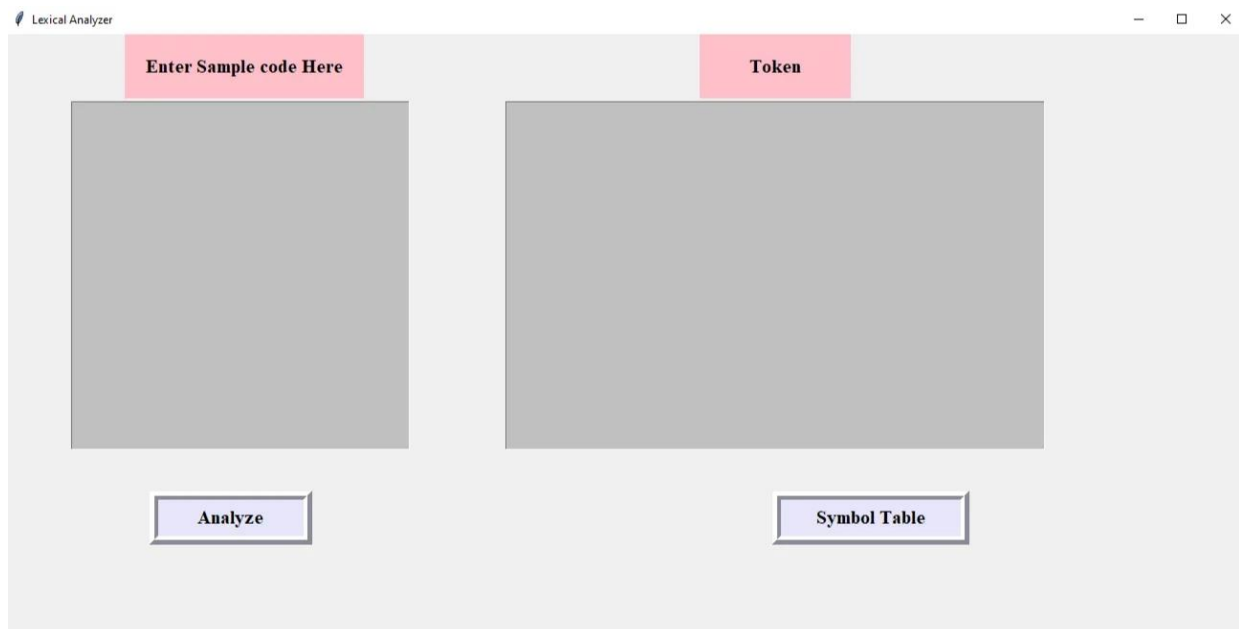 Lexical Analyzer
Enter Sample code Here
Token
Analyze
Symbol Table